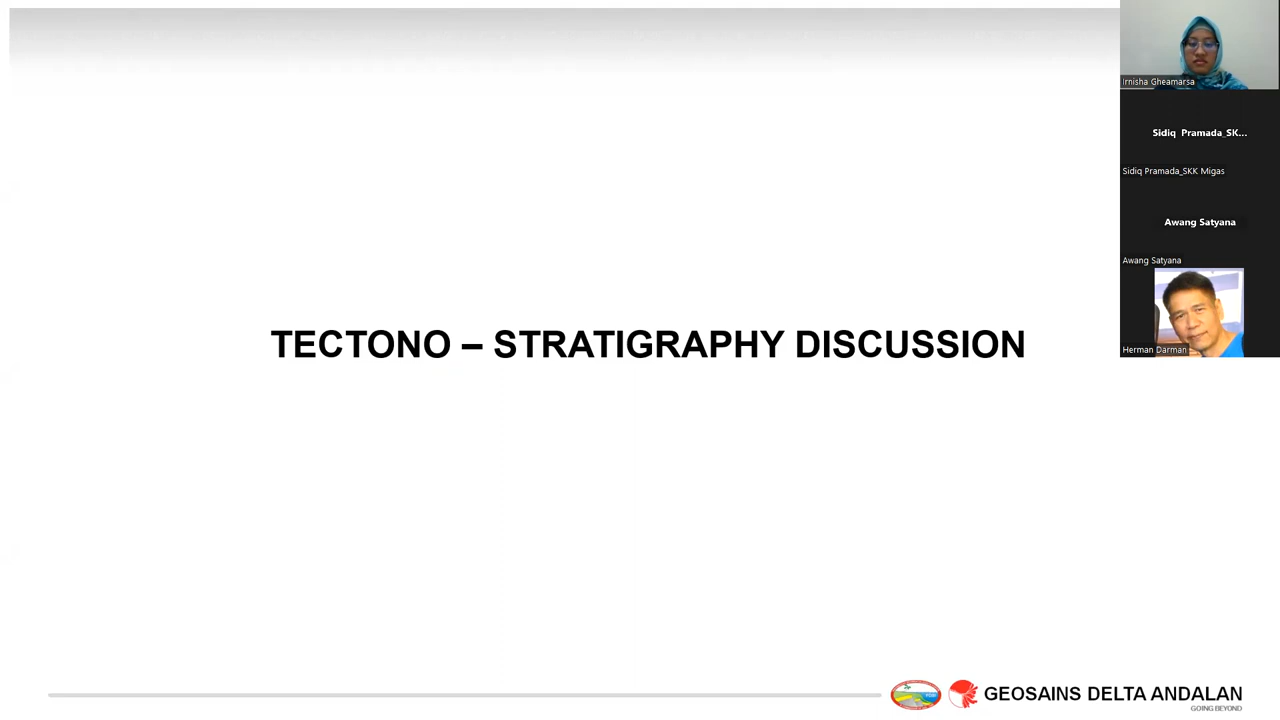 Irnisha Gheamarsa
Sidiq Pramada_SK...
Sidiq Pramada_SKK Migas
Awang Satyana
Awang Satyana
Herman Darman
TECTONO – STRATIGRAPHY DISCUSSION
GEOSAINS DELTA ANDALAN
GOING BEYOND